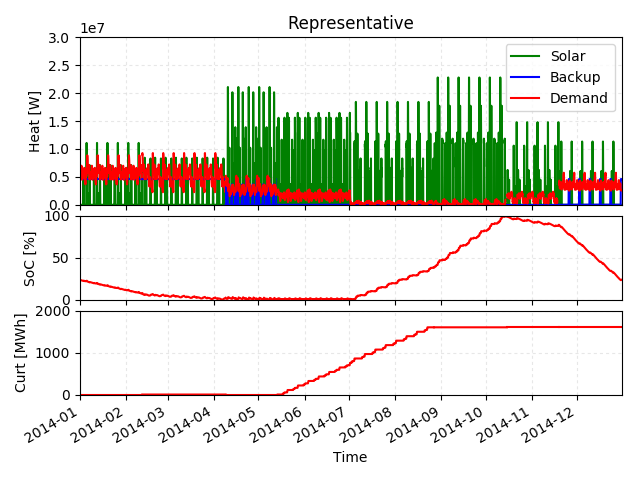 Representative
1e7
Heat [W]
3.0
2.5
2.0
1.5
1.0
0.5
0.0
Solar
Backup
Demand
SoC [%]
100
50
0
Curt [MWh]
2000
1000
0
2014-01
2014-02
2014-03
2014-04
2014-05
2014-06
2014-07
2014-08
2014-09
2014-10
2014-11
2014-12
Time